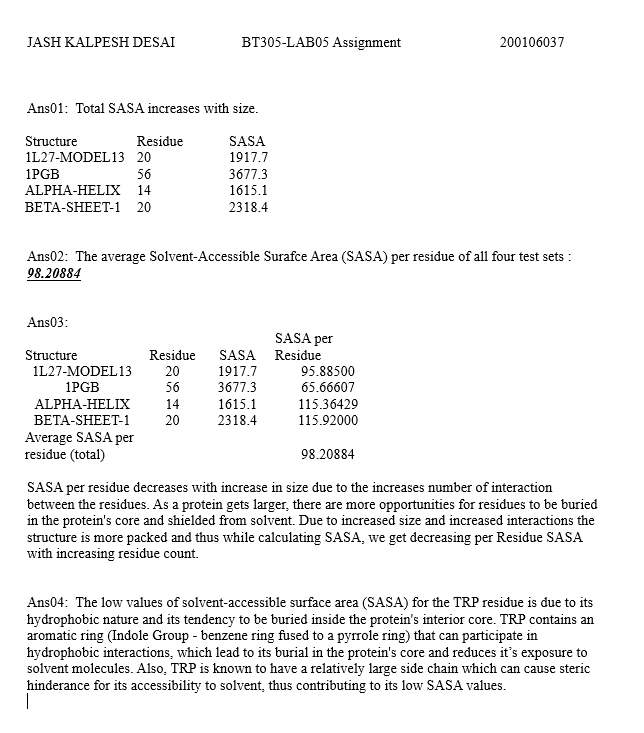 JASH KALPESH DESAI BT305-LAB05 Assignment 200106037
Ans01: Total SASA increases with size.
Structure Residue SASA
1L27-MODEL13 20 1917.7
1PGB 56 3677.3
ALPHA-HELIX 14 1615.1
BETA-SHEET-1 20 2318.4
Ans02: The average Solvent-Accessible Surafce Area (SASA) per residue of all four test sets :
98.20884
Ans03:
SASA per
Structure Residue SASA Residue
1L27-MODEL13 20 1917.7 95.88500
1PGB 56 3677.3 65.66607
ALPHA-HELIX 14 1615.1 115.36429
BETA-SHEET-1 20 2318.4 115.92000
Average SASA per
residue (total) 98.20884
SASA per residue decreases with increase in size due to the increases number of interaction
between the residues. As a protein gets larger, there are more opportunities for residues to be buried
in the protein's core and shielded from solvent. Due to increased size and increased interactions the
structure is more packed and thus while calculating SASA, we get decreasing per Residue SASA
with increasing residue count.
Ans04: The low values of solvent-accessible surface area (SASA) for the TRP residue is due to its
hydrophobic nature and its tendency to be buried inside the protein's interior core. TRP contains an
aromatic ring (Indole Group - benzene ring fused to a pyrrole ring) that can participate in
hydrophobic interactions, which lead to its burial in the protein's core and reduces it’s exposure to
solvent molecules. Also, TRP is known to have a relatively large side chain which can cause steric
hinderance for its accessibility to solvent, thus contributing to its low SASA values.